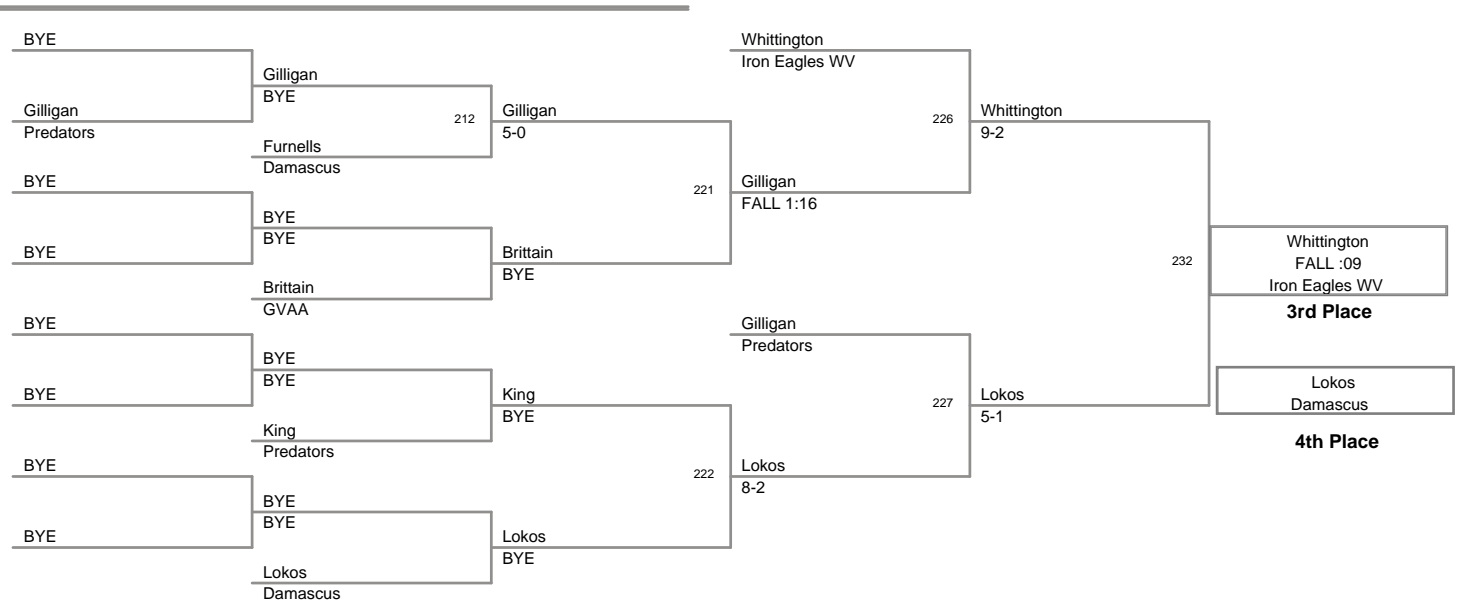 BYE
Gilligan
Predators
BYE
BYE
BYE
BYE
BYE
BYE
Gilligan
BYE
212
Furnells
Damascus
BYE
BYE
Brittain
GVAA
BYE
BYE
King
Predators
BYE
BYE
Lokos
Damascus
Gilligan
5-0
221
Brittain
BYE
King
BYE
222
Lokos
BYE
Whittington
Iron Eagles WV
226
Gilligan
FALL 1:16
Gilligan
Predators
227
Lokos
8-2
Whittington
9-2
232
Lokos
5-1
Whittington
FALL :09
Iron Eagles WV
3rd Place
Lokos
Damascus
4th Place